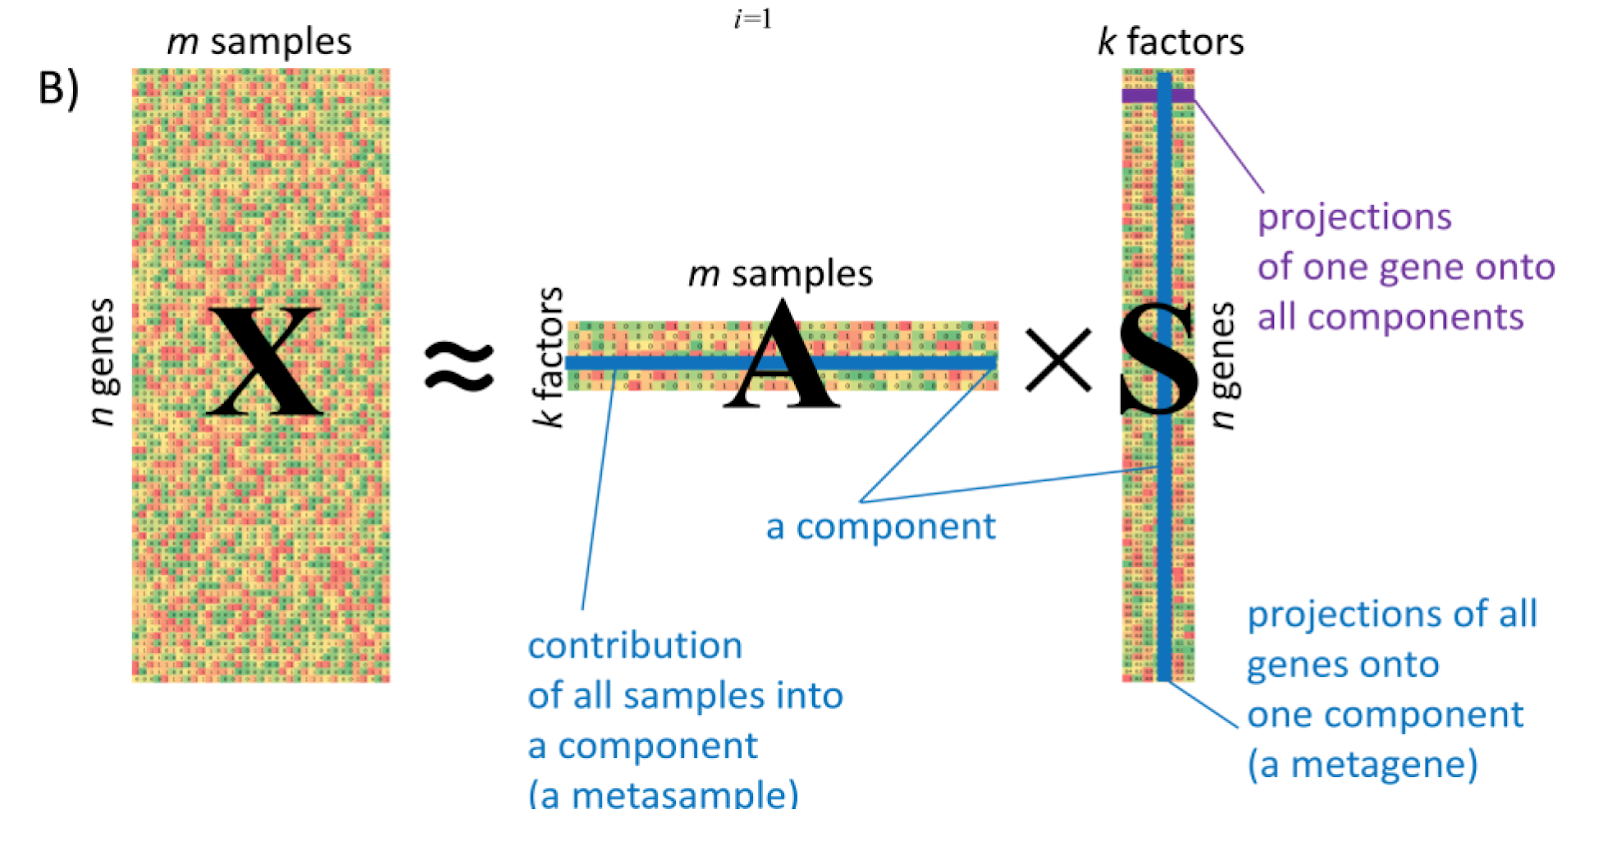 i=1
m samples
k factors
B)
n genes
X
≈
k factors
m samples
A
×
S
n genes
projections
of one gene onto
all components
a component
contribution
of all samples into
a component
(a metasample)
projections of all
genes onto
one component
(a metagene)